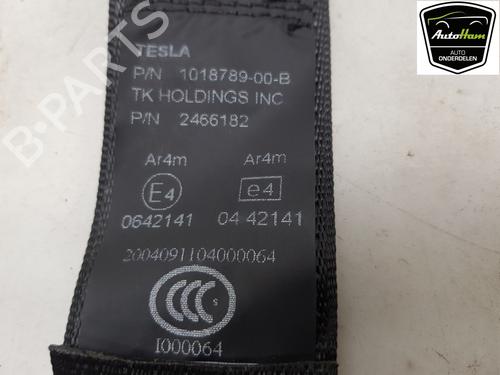 AutoHam
AUTO
ONDERDELEN
B-PARTS
TESLA
P/N 1018789-00-B
TK HOLDINGS INC
P/N 2466182
Ar4m Ar4m
E4 e4
0642141 04 42141
2004091104000064
CCC S
I000064